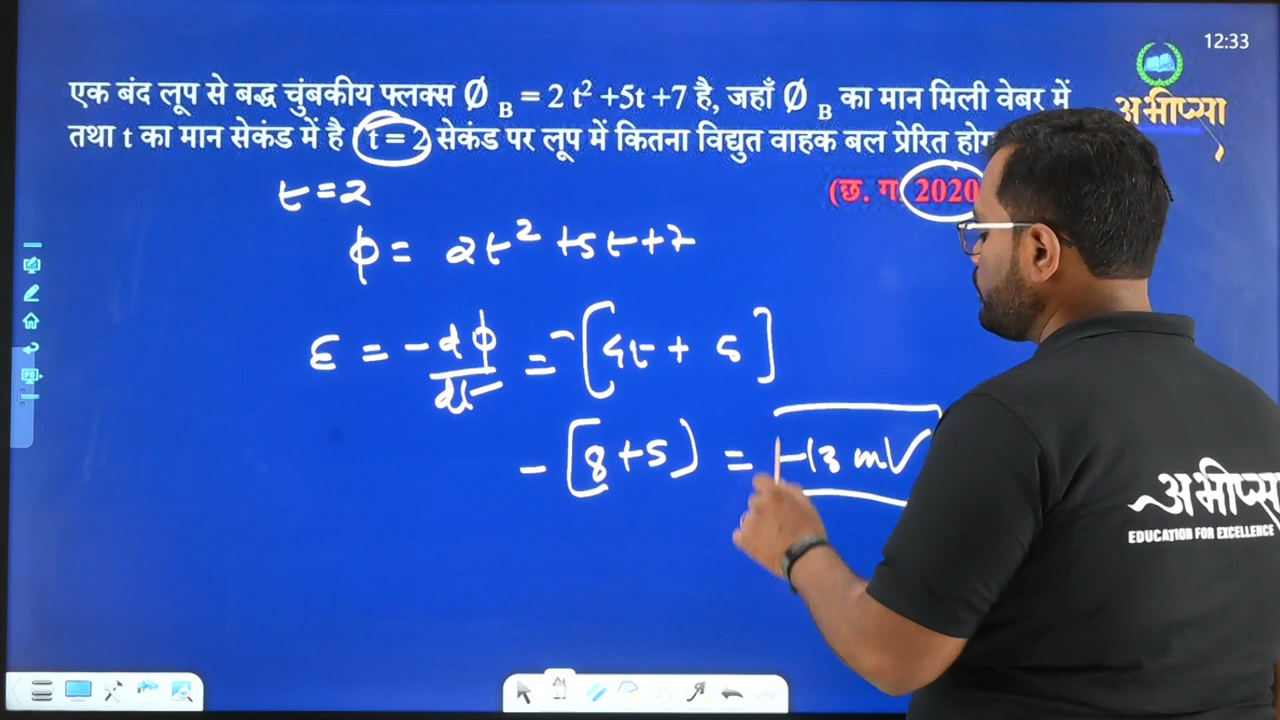 12:33
एक बंद लूप से बद्ध चुंबकीय फ्लक्स Ø B = 2 t² +5t +7 है, जहाँ Ø B का मान मिली वेबर में
अभीप्सा
तथा t का मान सेकंड में है t = 2 सेकंड पर लूप में कितना विद्युत वाहक बल प्रेरित
(छ. ग. 2020
t = 2
ϕ = 2t² + 5t + 7
ε = -dϕ/dt = -[4t + 5]
- [8 + 5) = -13 mV
अभीप्सा
EDUCATION FOR EXCELLENCE